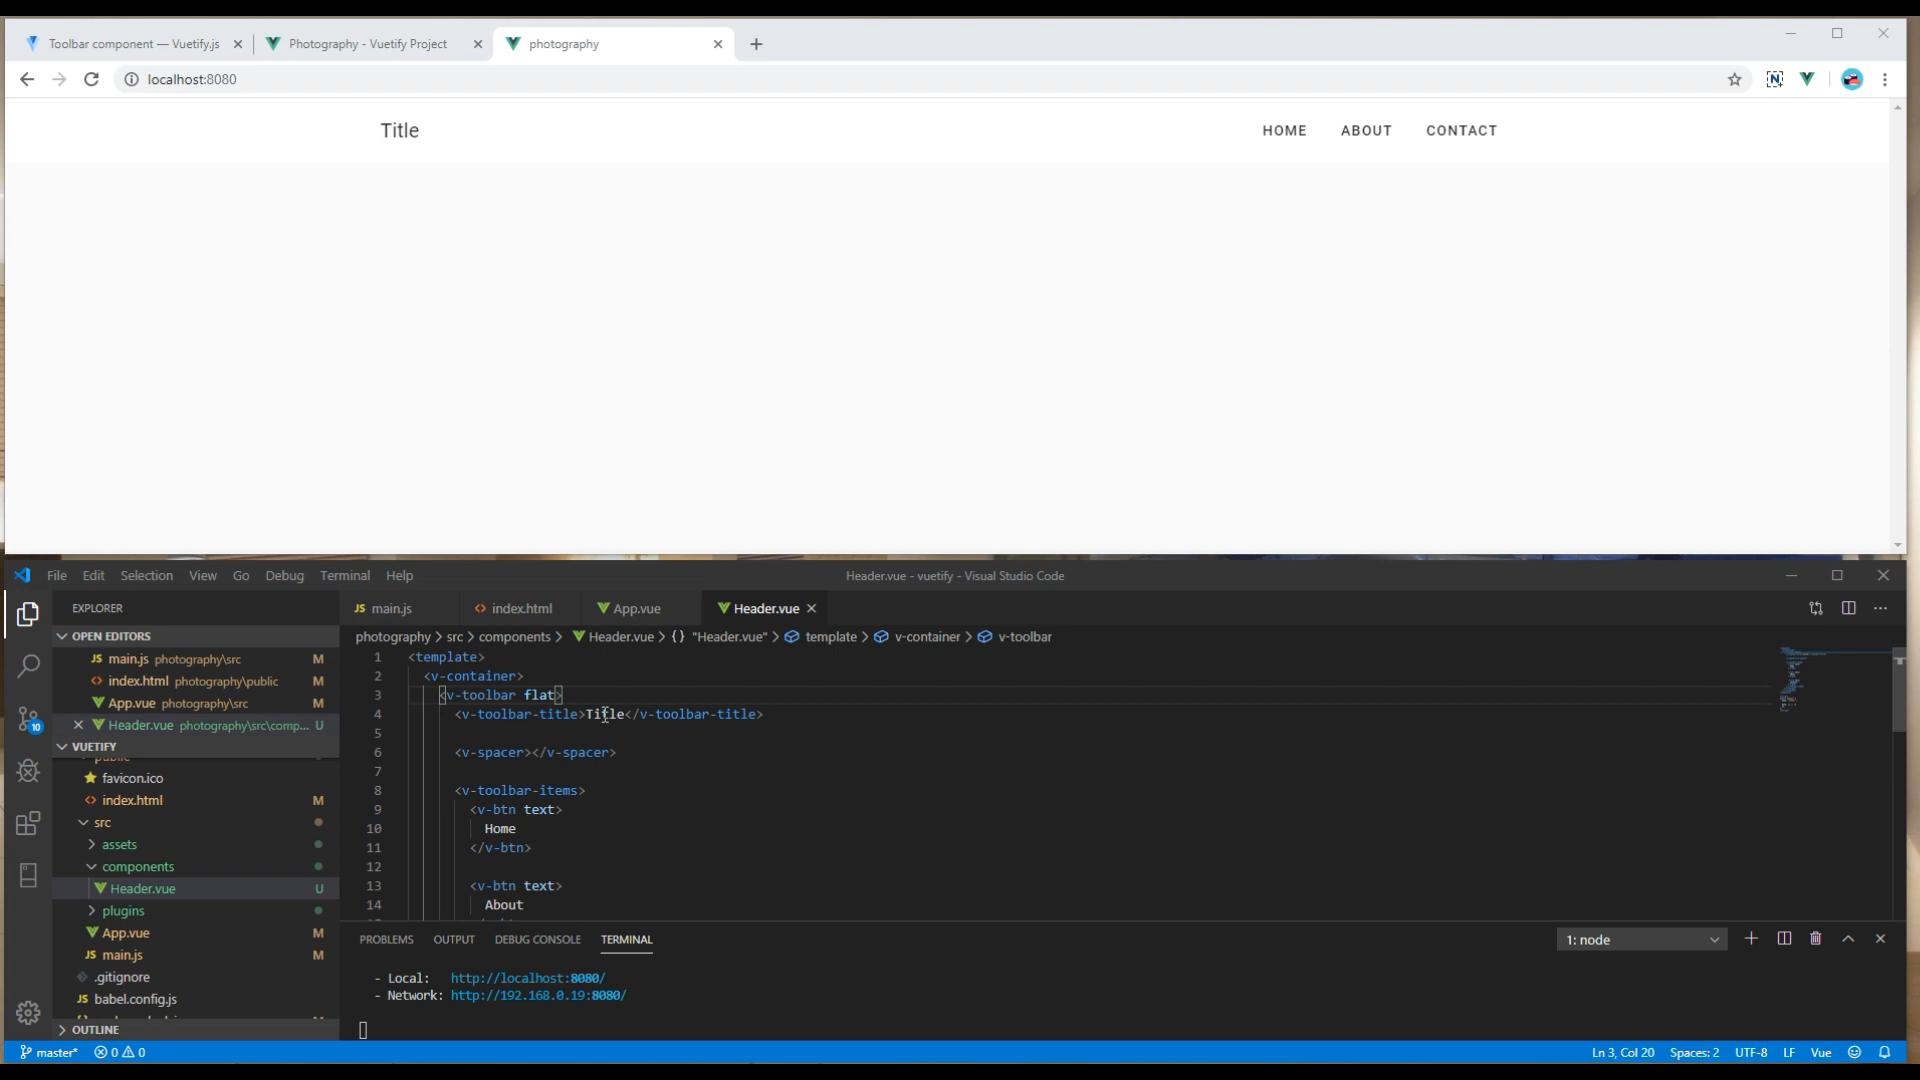 Toolbar component — Vuetify.js
Photography - Vuetify Project
photography
localhost:8080
Title
HOME
ABOUT
CONTACT
File Edit Selection View Go Debug Terminal Help
Header.vue - vuetify - Visual Studio Code
EXPLORER
JS main.js
<> index.html
App.vue
Header.vue
OPEN EDITORS
JS main.js photography\src M
<> index.html photography\public M
App.vue photography\src M
Header.vue photography\src\comp... U
VUETIFY
public
favicon.ico
<> index.html M
src
assets
components
Header.vue U
plugins
App.vue M
JS main.js M
.gitignore
JS babel.config.js
OUTLINE
photography > src > components > Header.vue > {} "Header.vue" > template > v-container > v-toolbar
1 <template>
2 <v-container>
3 <v-toolbar flat>
4 <v-toolbar-title>Title</v-toolbar-title>
5
6 <v-spacer></v-spacer>
7
8 <v-toolbar-items>
9 <v-btn text>
10 Home
11 </v-btn>
12
13 <v-btn text>
14 About
PROBLEMS OUTPUT DEBUG CONSOLE TERMINAL
1: node
- Local: http://localhost:8080/
- Network: http://192.168.0.19:8080/
10
master* 0 0
Ln 3, Col 20 Spaces: 2 UTF-8 LF Vue